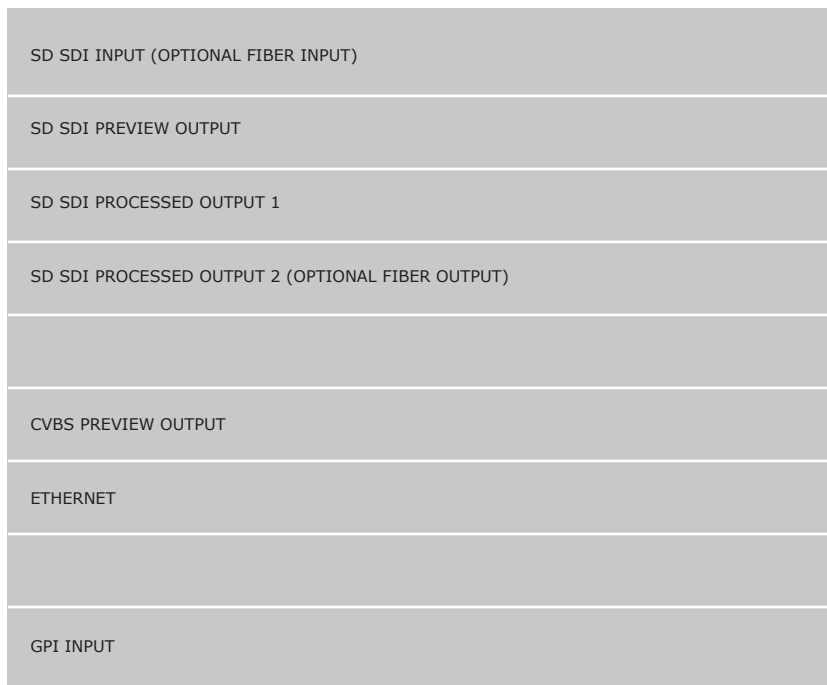 SD SDI INPUT (OPTIONAL FIBER INPUT)
SD SDI PREVIEW OUTPUT
SD SDI PROCESSED OUTPUT 1
SD SDI PROCESSED OUTPUT 2 (OPTIONAL FIBER OUTPUT)
CVBS PREVIEW OUTPUT
ETHERNET
GPI INPUT